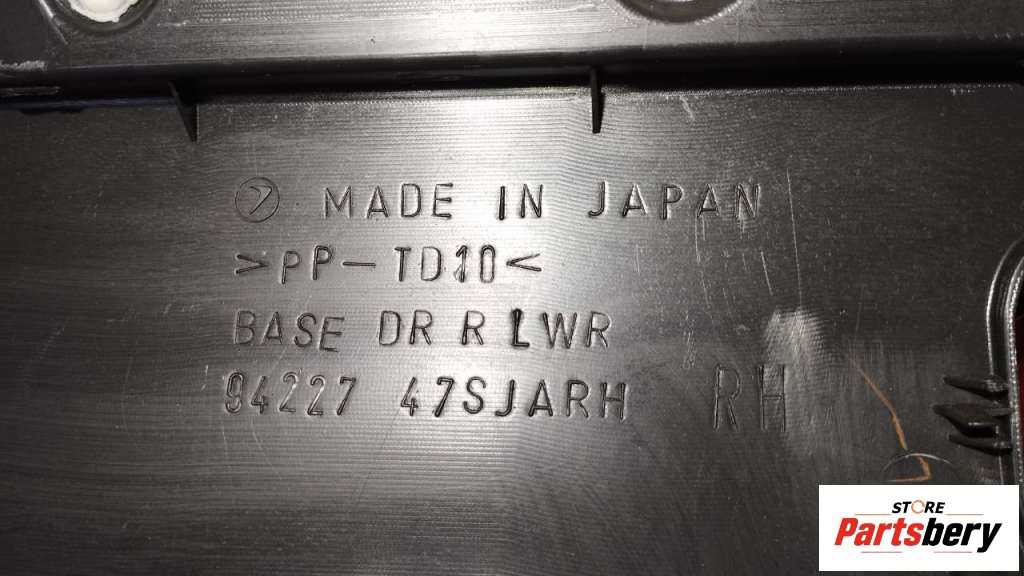 MADE IN JAPAN
>PP-TD10<
BASE DR R LWR
94227 47SJARH RH
STORE
Partsbery